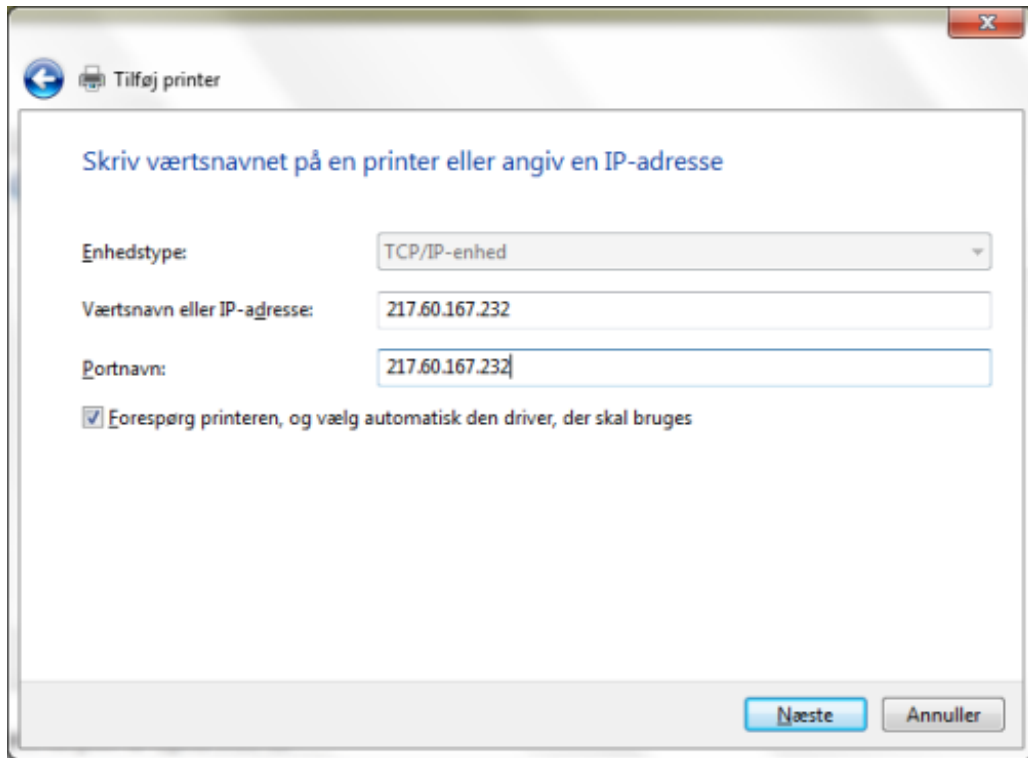 Tilføj printer
Skriv værtsnavnet på en printer eller angiv en IP-adresse
Enhedstype: TCP/IP-enhed
Værtsnavn eller IP-adresse: 217.60.167.232
Portnavn: 217.60.167.232
Forespørg printeren, og vælg automatisk den driver, der skal bruges
Næste Annuller